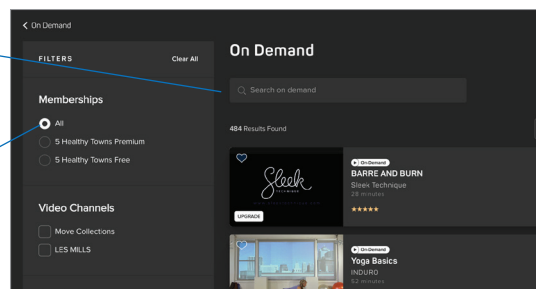 On Demand
FILTERS Clear All
Memberships
All
5 Healthy Towns Premium
5 Healthy Towns Free
Video Channels
Move Collections
LES MILLS
On Demand
Search on demand
484 Results Found
Sleek
TECHNIQUE
UPGRADE
On-Demand
BARRE AND BURN
Sleek Technique
28 minutes
On-Demand
Yoga Basics
INDURO
52 minutes